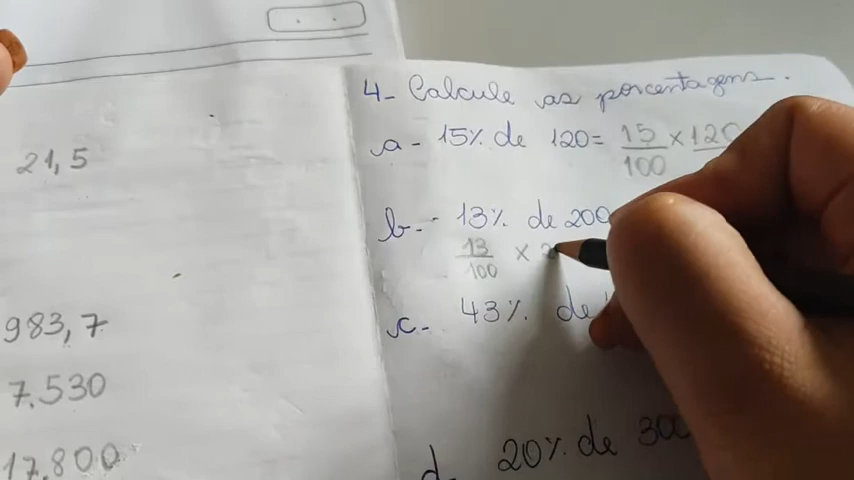 21,5
983,7
7.530
17.800
4- Calcule as porcentagens.
a- 15% de 120= 15/100 x 120
b- 13% de 200
13/100 x 2
c- 43% de
d 20% de 300